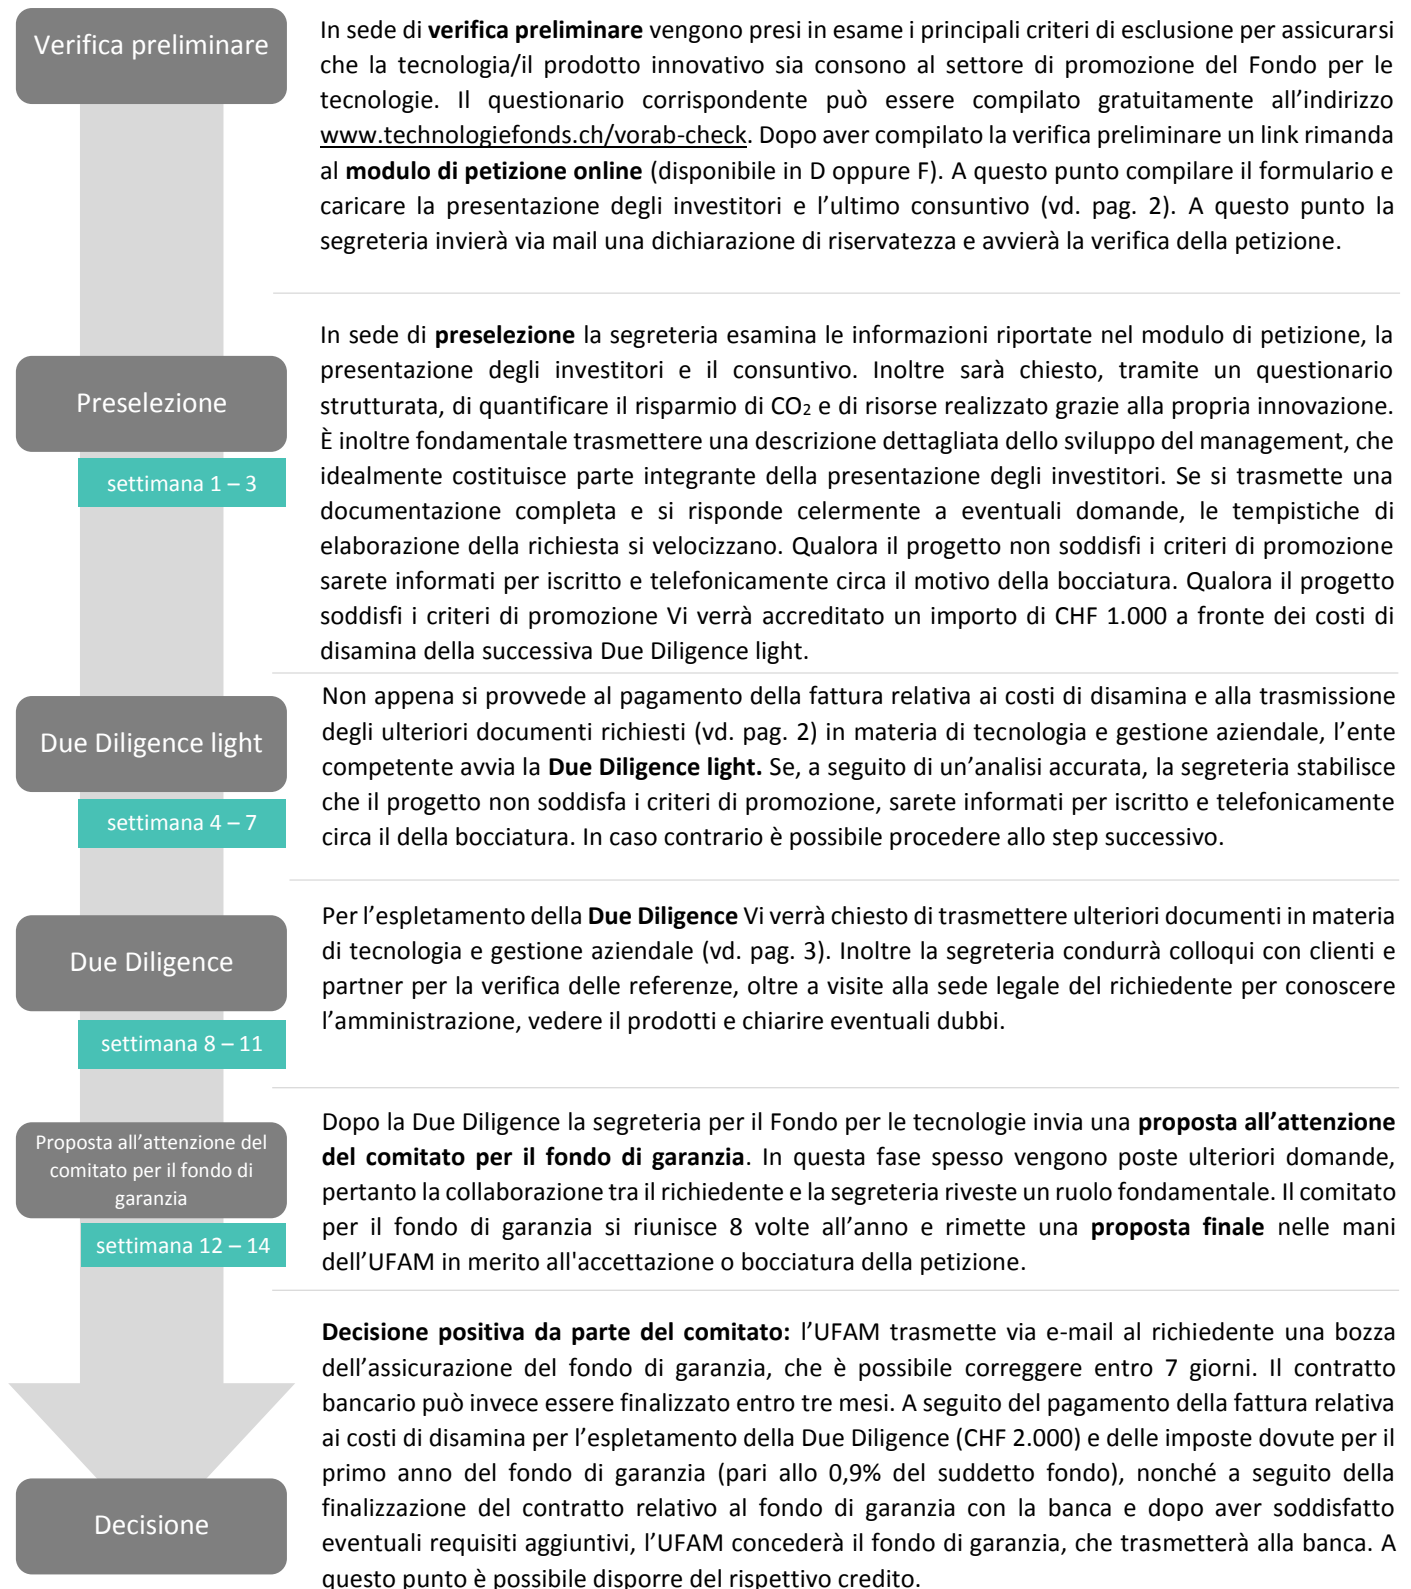 Verifica preliminare
In sede di verifica preliminare vengono presi in esame i principali criteri di esclusione per assicurarsi
che la tecnologia/il prodotto innovativo sia consono al settore di promozione del Fondo per le
tecnologie. Il questionario corrispondente può essere compilato gratuitamente all’indirizzo
www.technologiefonds.ch/vorab-check. Dopo aver compilato la verifica preliminare un link rimanda
al modulo di petizione online (disponibile in D oppure F). A questo punto compilare il formulario e
caricare la presentazione degli investitori e l’ultimo consuntivo (vd. pag. 2). A questo punto la
segreteria invierà via mail una dichiarazione di riservatezza e avvierà la verifica della petizione.
Preselezione
settimana 1 – 3
In sede di preselezione la segreteria esamina le informazioni riportate nel modulo di petizione, la
presentazione degli investitori e il consuntivo. Inoltre sarà chiesto, tramite un questionario
strutturata, di quantificare il risparmio di CO2 e di risorse realizzato grazie alla propria innovazione.
È inoltre fondamentale trasmettere una descrizione dettagliata dello sviluppo del management, che
idealmente costituisce parte integrante della presentazione degli investitori. Se si trasmette una
documentazione completa e si risponde celermente a eventuali domande, le tempistiche di
elaborazione della richiesta si velocizzano. Qualora il progetto non soddisfi i criteri di promozione
sarete informati per iscritto e telefonicamente circa il motivo della bocciatura. Qualora il progetto
soddisfi i criteri di promozione Vi verrà accreditato un importo di CHF 1.000 a fronte dei costi di
disamina della successiva Due Diligence light.
Due Diligence light
settimana 4 – 7
Non appena si provvede al pagamento della fattura relativa ai costi di disamina e alla trasmissione
degli ulteriori documenti richiesti (vd. pag. 2) in materia di tecnologia e gestione aziendale, l’ente
competente avvia la Due Diligence light. Se, a seguito di un’analisi accurata, la segreteria stabilisce
che il progetto non soddisfa i criteri di promozione, sarete informati per iscritto e telefonicamente
circa il della bocciatura. In caso contrario è possibile procedere allo step successivo.
Due Diligence
settimana 8 – 11
Per l’espletamento della Due Diligence Vi verrà chiesto di trasmettere ulteriori documenti in materia
di tecnologia e gestione aziendale (vd. pag. 3). Inoltre la segreteria condurrà colloqui con clienti e
partner per la verifica delle referenze, oltre a visite alla sede legale del richiedente per conoscere
l’amministrazione, vedere il prodotti e chiarire eventuali dubbi.
Proposta all’attenzione del
comitato per il fondo di
garanzia
settimana 12 – 14
Dopo la Due Diligence la segreteria per il Fondo per le tecnologie invia una proposta all’attenzione
del comitato per il fondo di garanzia. In questa fase spesso vengono poste ulteriori domande,
pertanto la collaborazione tra il richiedente e la segreteria riveste un ruolo fondamentale. Il comitato
per il fondo di garanzia si riunisce 8 volte all’anno e rimette una proposta finale nelle mani
dell’UFAM in merito all'accettazione o bocciatura della petizione.
Decisione
Decisione positiva da parte del comitato: l’UFAM trasmette via e-mail al richiedente una bozza
dell’assicurazione del fondo di garanzia, che è possibile correggere entro 7 giorni. Il contratto
bancario può invece essere finalizzato entro tre mesi. A seguito del pagamento della fattura relativa
ai costi di disamina per l’espletamento della Due Diligence (CHF 2.000) e delle imposte dovute per il
primo anno del fondo di garanzia (pari allo 0,9% del suddetto fondo), nonché a seguito della
finalizzazione del contratto relativo al fondo di garanzia con la banca e dopo aver soddisfatto
eventuali requisiti aggiuntivi, l’UFAM concederà il fondo di garanzia, che trasmetterà alla banca. A
questo punto è possibile disporre del rispettivo credito.